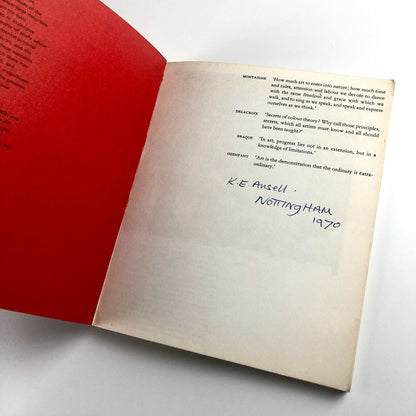 MONTAIGNE 'How much art to enter into nature; how much time
and rules, attention and labour we devote to dance
with the same freedom and grace with which we
walk, and to sing as we speak, and speak and express
ourselves as we think.'
DELACROIX 'Secrets of colour theory? Why call those principles,
secrets, which all artists must know and all should
have been taught?'
BRAQUE 'In art, progress lies not in an extension, but in a
knowledge of limitations.'
OZENFANT 'Art is the demonstration that the ordinary is extra-
ordinary.'
K.E. Ansell.
NOTTINGHAM
1970